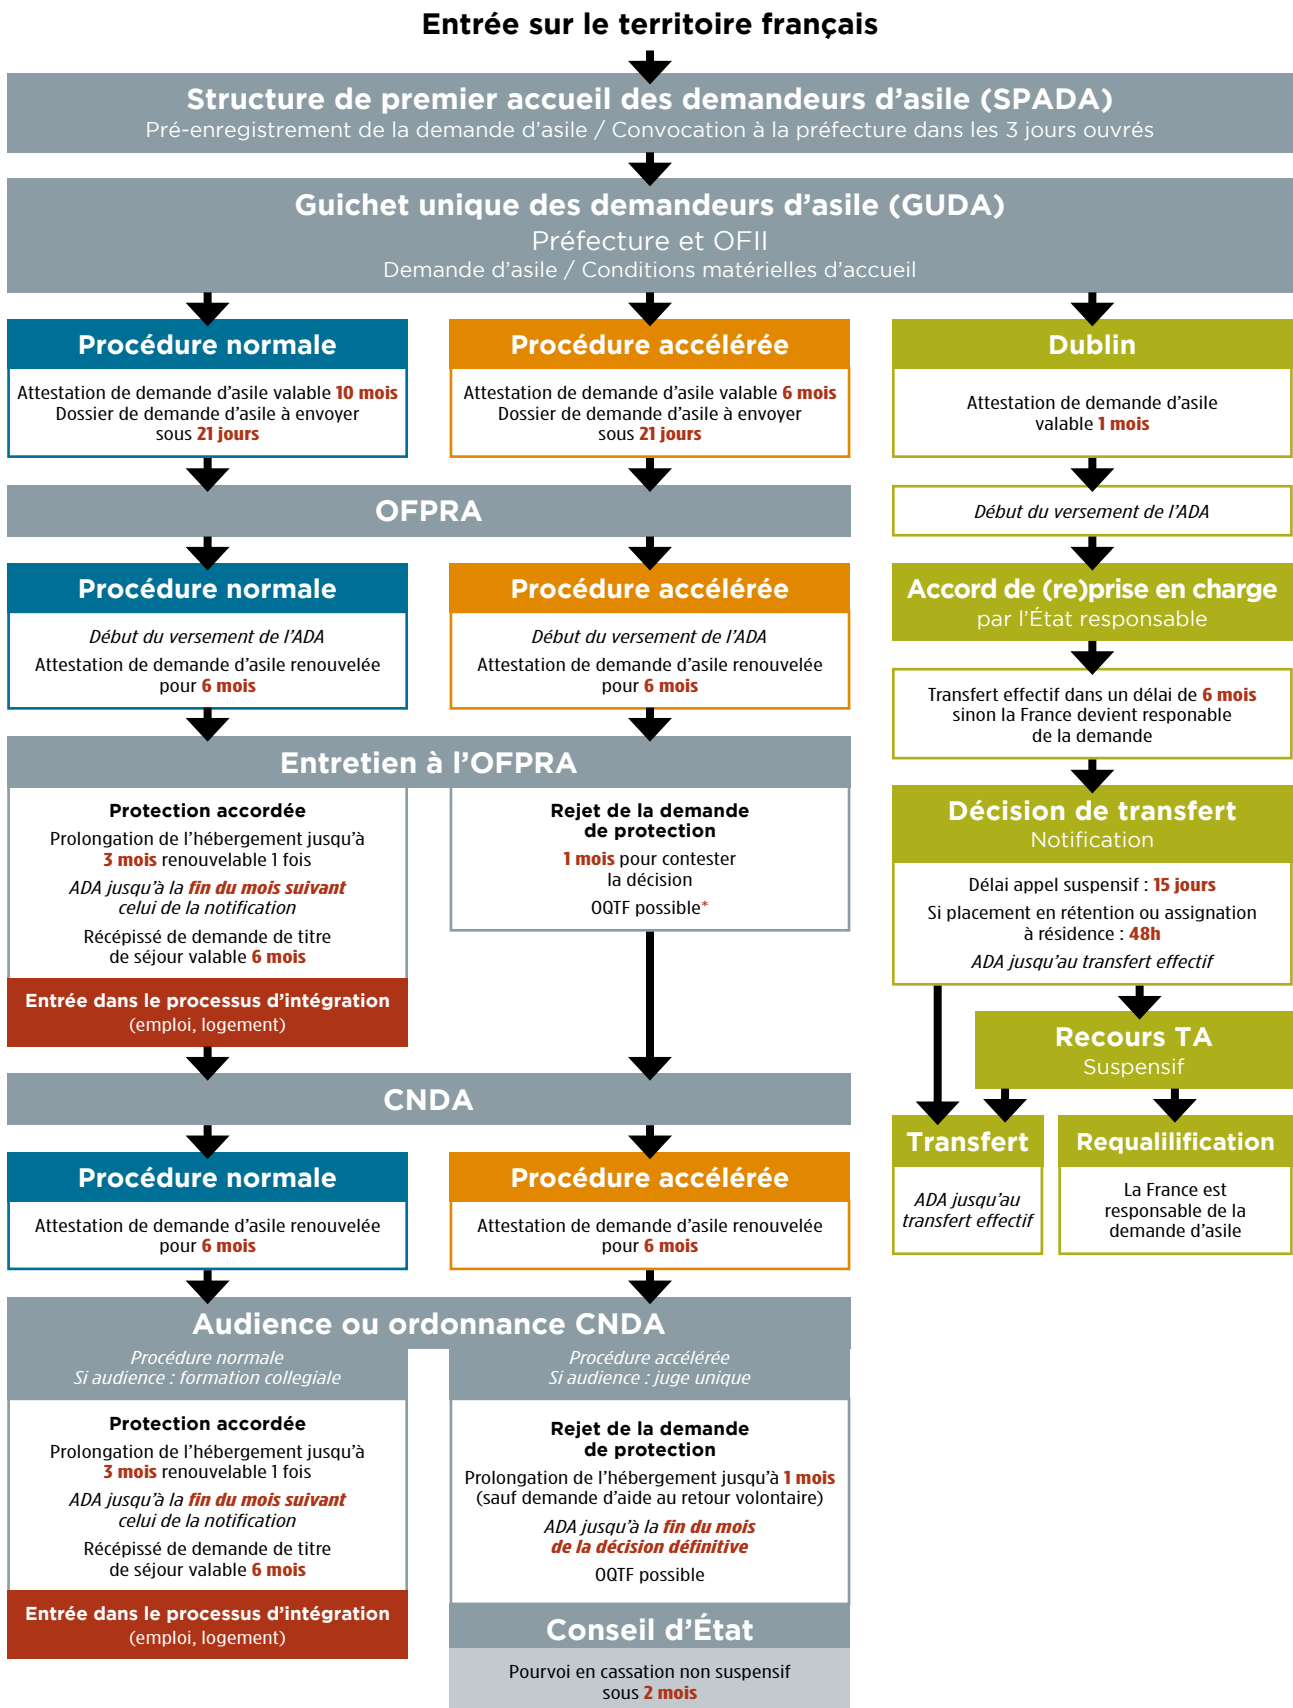 Entrée sur le territoire français
Structure de premier accueil des demandeurs d'asile (SPADA)
Pré-enregistrement de la demande d'asile / Convocation à la préfecture dans les 3 jours ouvrés
Guichet unique des demandeurs d'asile (GUDA)
Préfecture et OFII
Demande d'asile / Conditions matérielles d'accueil
Procédure normale
Attestation de demande d'asile valable 10 mois
Dossier de demande d'asile à envoyer
sous 21 jours
Procédure accélérée
Attestation de demande d'asile valable 6 mois
Dossier de demande d'asile à envoyer
sous 21 jours
Dublin
Attestation de demande d'asile
valable 1 mois
OFPRA
Début du versement de l'ADA
Procédure normale
Début du versement de l'ADA
Attestation de demande d'asile renouvelée
pour 6 mois
Procédure accélérée
Début du versement de l'ADA
Attestation de demande d'asile renouvelée
pour 6 mois
Accord de (re)prise en charge
par l'État responsable
Transfert effectif dans un délai de 6 mois
sinon la France devient responable
de la demande
Entretien à l'OFPRA
Protection accordée
Prolongation de l'hébergement jusqu'à
3 mois renouvelable 1 fois
ADA jusqu'à la fin du mois suivant
celui de la notification
Récépissé de demande de titre
de séjour valable 6 mois
Entrée dans le processus d'intégration
(emploi, logement)
Rejet de la demande
de protection
1 mois pour contester
la décision
OQTF possible*
Décision de transfert
Notification
Délai appel suspensif : 15 jours
Si placement en rétention ou assignation
à résidence : 48h
ADA jusqu'au transfert effectif
Recours TA
Suspensif
Transfert
ADA jusqu'au
transfert effectif
Requalilification
La France est
responsable de la
demande d'asile
CNDA
Procédure normale
Attestation de demande d'asile renouvelée
pour 6 mois
Procédure accélérée
Attestation de demande d'asile renouvelée
pour 6 mois
Audience ou ordonnance CNDA
Procédure normale
Si audience : formation collegiale
Protection accordée
Prolongation de l'hébergement jusqu'à
3 mois renouvelable 1 fois
ADA jusqu'à la fin du mois suivant
celui de la notification
Récépissé de demande de titre
de séjour valable 6 mois
Entrée dans le processus d'intégration
(emploi, logement)
Procédure accélérée
Si audience : juge unique
Rejet de la demande
de protection
Prolongation de l'hébergement jusqu'à 1 mois
(sauf demande d'aide au retour volontaire)
ADA jusqu'à la fin du mois
de la décision définitive
OQTF possible
Conseil d'État
Pourvoi en cassation non suspensif
sous 2 mois